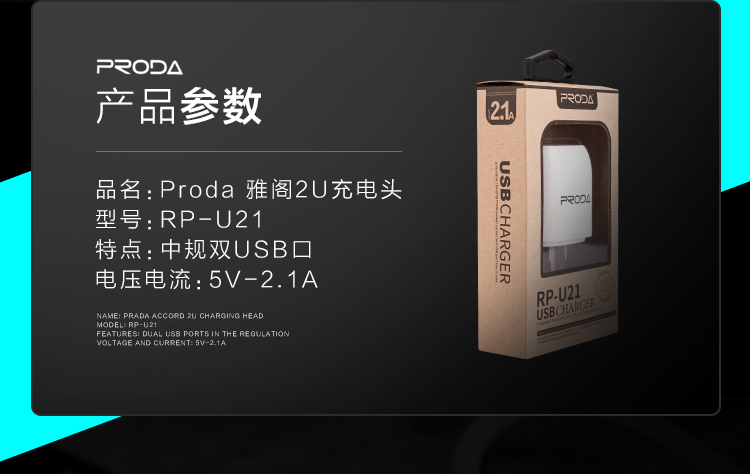 PRODA
产品参数
品名:Proda 雅阁2U充电头
型号:RP-U21
特点:中规双USB口
电压电流:5V-2.1A
NAME: PRADA ACCORD 2U CHARGING HEAD
MODEL: RP-U21
FEATURES: DUAL USB PORTS IN THE REGULATION
VOLTAGE AND CURRENT: 5V-2.1A
2.1A
PRODA
USB CHARGER
PRODA
RP-U21
USB CHARGER